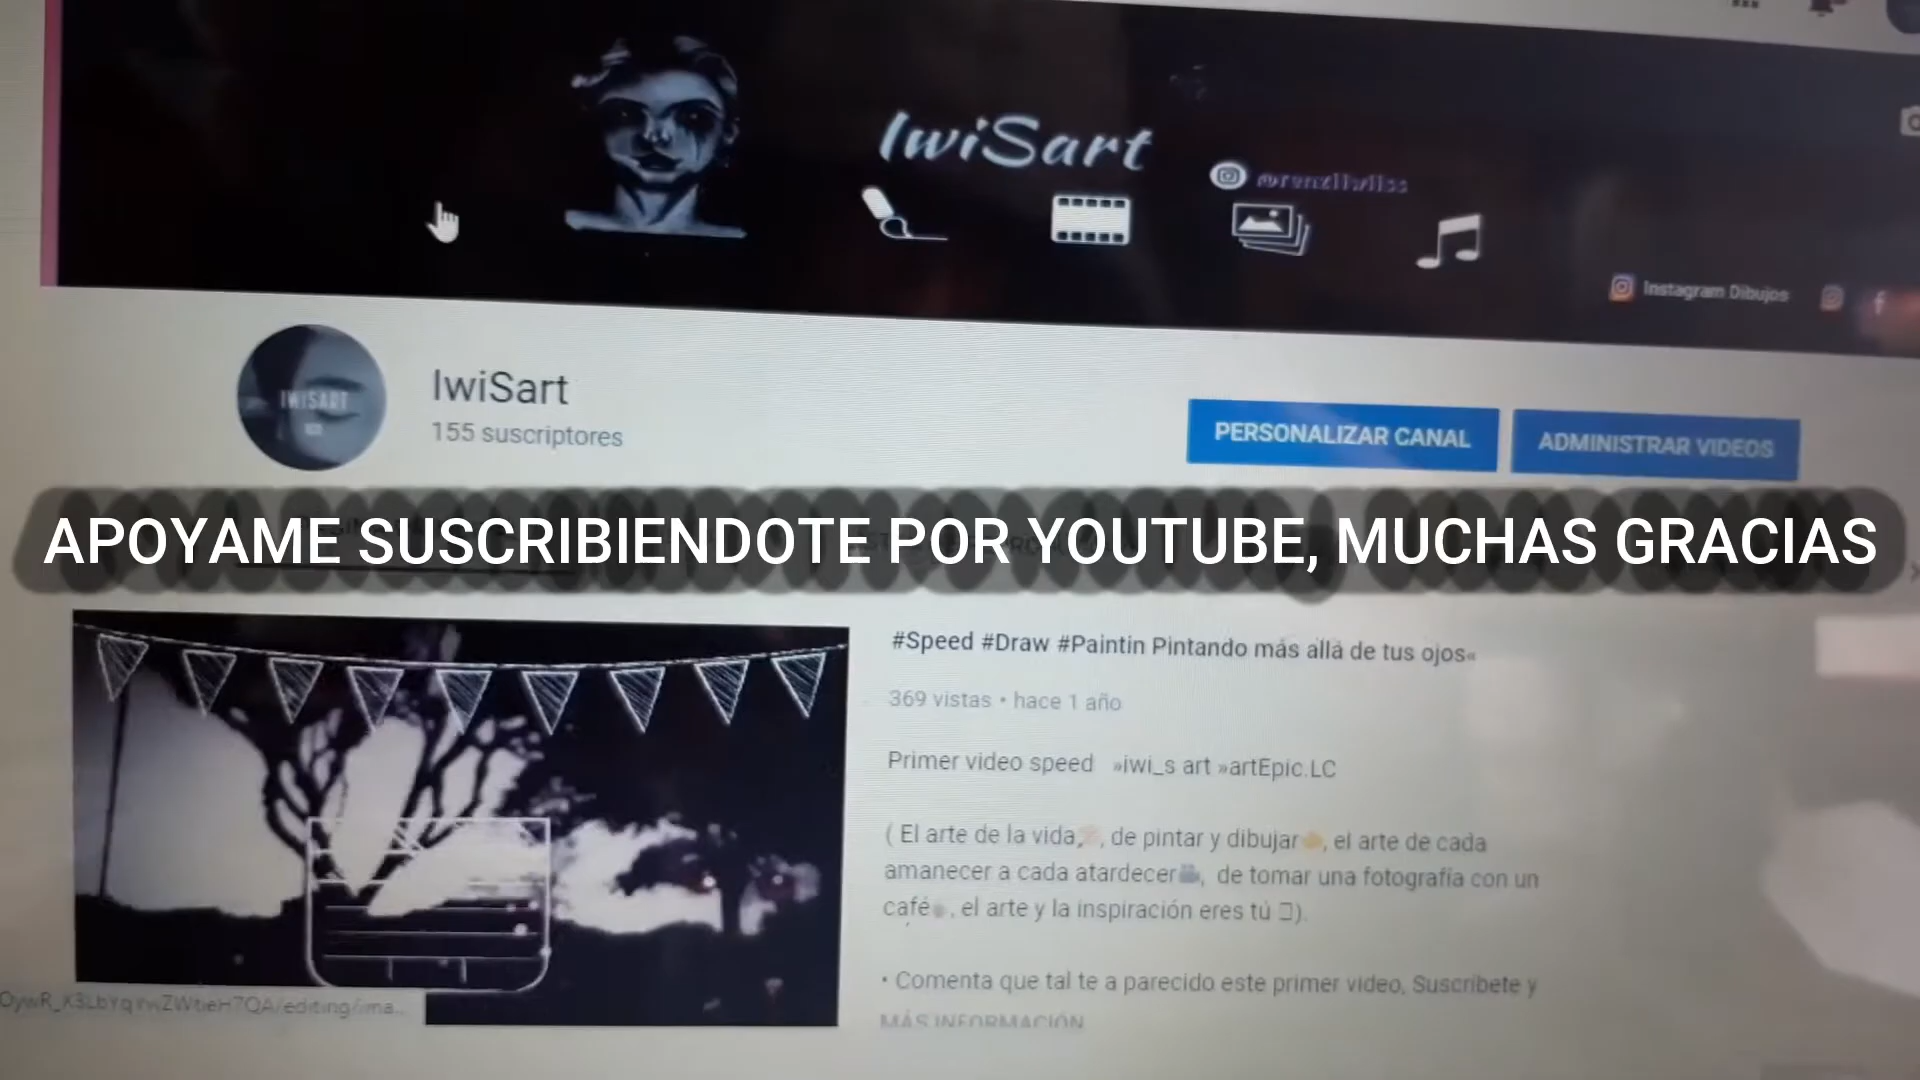 IwiSart
Instagram Dibujos
IWISART
IwiSart
155 suscriptores
PERSONALIZAR CANAL
ADMINISTRAR VIDEOS
APOYAME SUSCRIBIENDOTE POR YOUTUBE, MUCHAS GRACIAS
#Speed #Draw #Paintin Pintando más allá de tus ojos«
369 vistas • hace 1 año
Primer video speed »iwi_s art »artEpic.LC
( El arte de la vida, de pintar y dibujar, el arte de cada
amanecer a cada atardecer, de tomar una fotografía con un
café, el arte y la inspiración eres tú).
• Comenta que tal te a parecido este primer video, Suscribete y
MÁS INFORMACIÓN